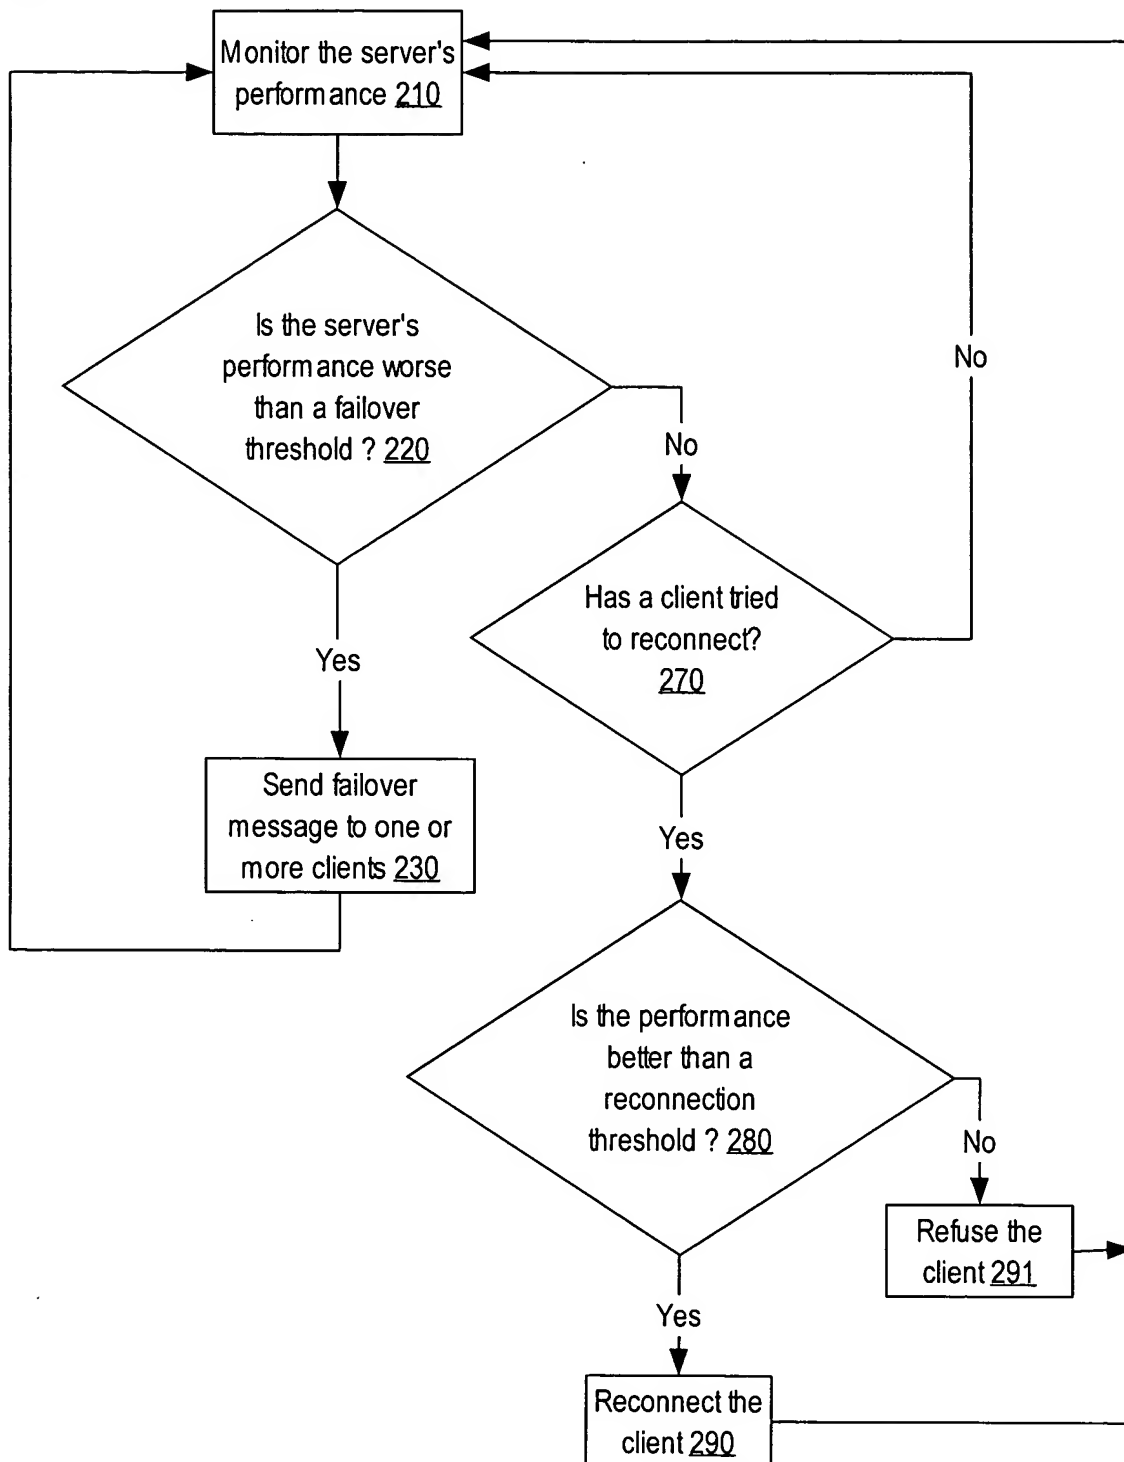 Monitor the server's
performance 210
Is the server's
performance worse
than a failover
threshold ? 220
No
No
Has a client tried
to reconnect?
270
Yes
Send failover
message to one or
more clients 230
Yes
Is the performance
better than a
reconnection
threshold ? 280
No
Refuse the
client 291
Yes
Reconnect the
client 290